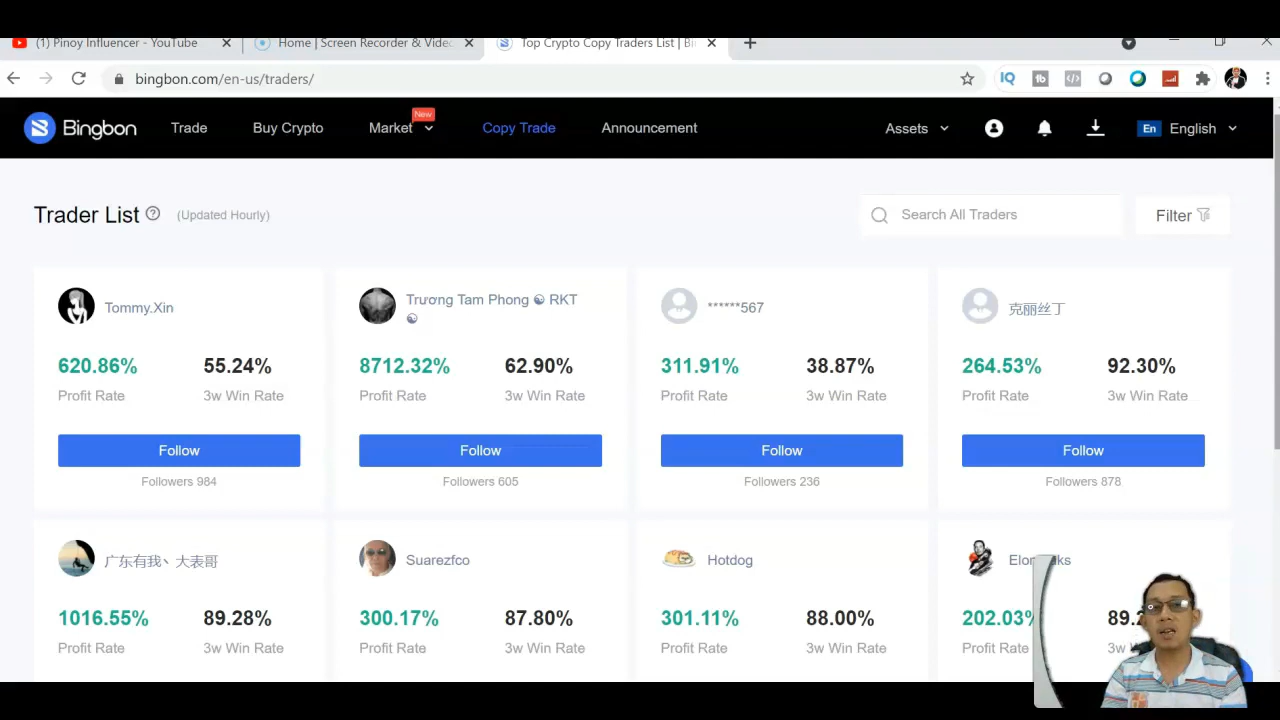 (1) Pinoy Influencer - YouTube
Home | Screen Recorder & Video
Top Crypto Copy Traders List | Bi
bingbon.com/en-us/traders/
Bingbon
Trade
Buy Crypto
Market
New
Copy Trade
Announcement
Assets
En
English
Trader List
(Updated Hourly)
Search All Traders
Filter
Tommy.Xin
620.86%
55.24%
Profit Rate
3w Win Rate
Follow
Followers 984
Trương Tam Phong ☯ RKT
☯
8712.32%
62.90%
Profit Rate
3w Win Rate
Follow
Followers 605
******567
311.91%
38.87%
Profit Rate
3w Win Rate
Follow
Followers 236
克丽丝丁
264.53%
92.30%
Profit Rate
3w Win Rate
Follow
Followers 878
广东有我丶大表哥
1016.55%
89.28%
Profit Rate
3w Win Rate
Suarezfco
300.17%
87.80%
Profit Rate
3w Win Rate
Hotdog
301.11%
88.00%
Profit Rate
3w Win Rate
202.03%
Profit Rate